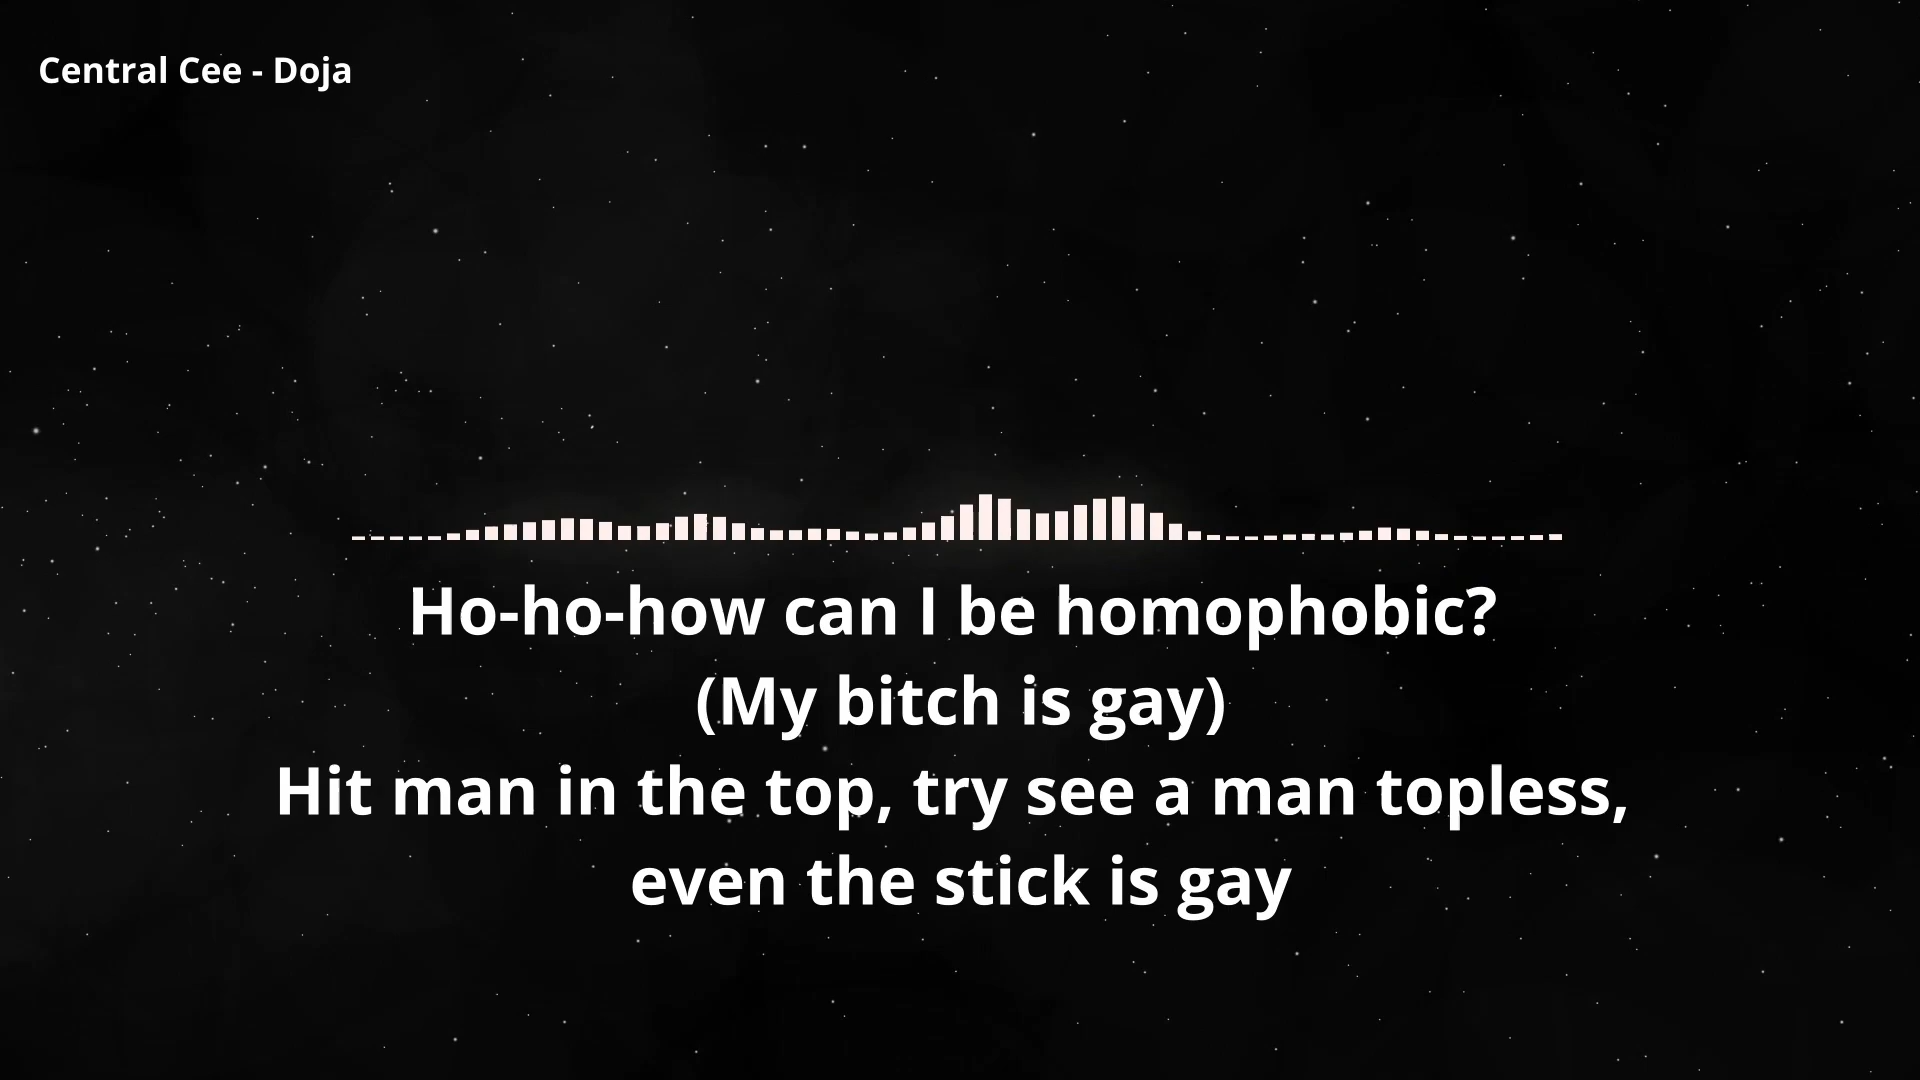 Central Cee - Doja
Ho-ho-how can I be homophobic?
(My bitch is gay)
Hit man in the top, try see a man topless,
even the stick is gay